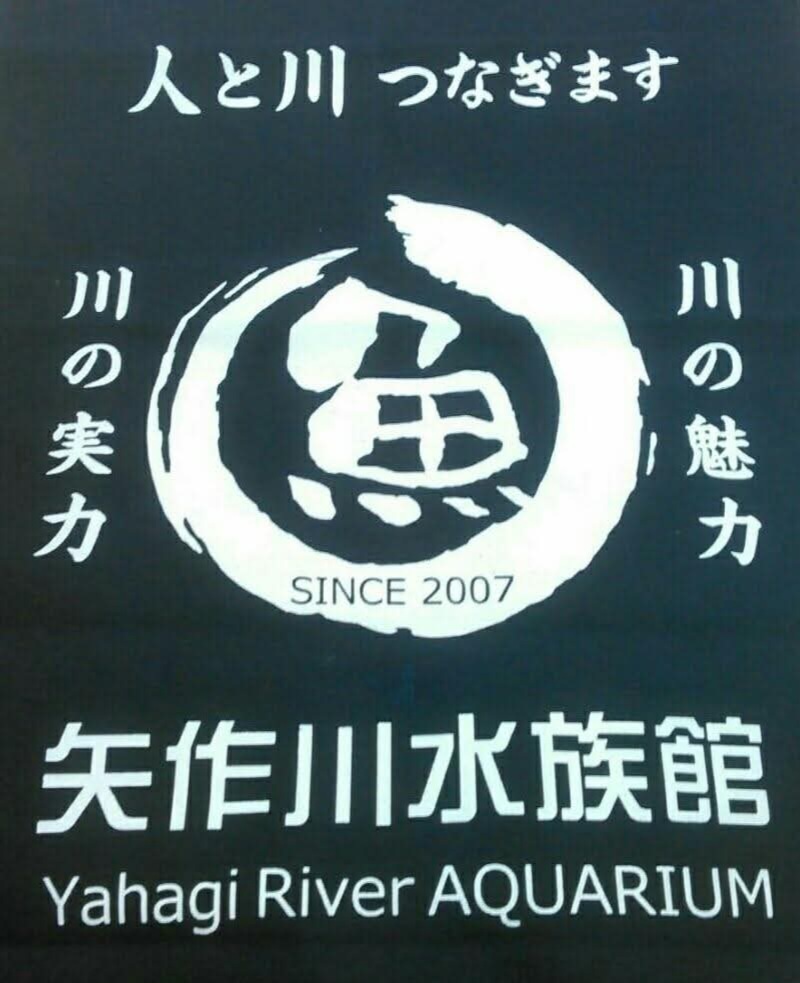 人と川 つなぎます
川の魅力
川の実力
魚
SINCE 2007
矢作川水族館
Yahagi River AQUARIUM